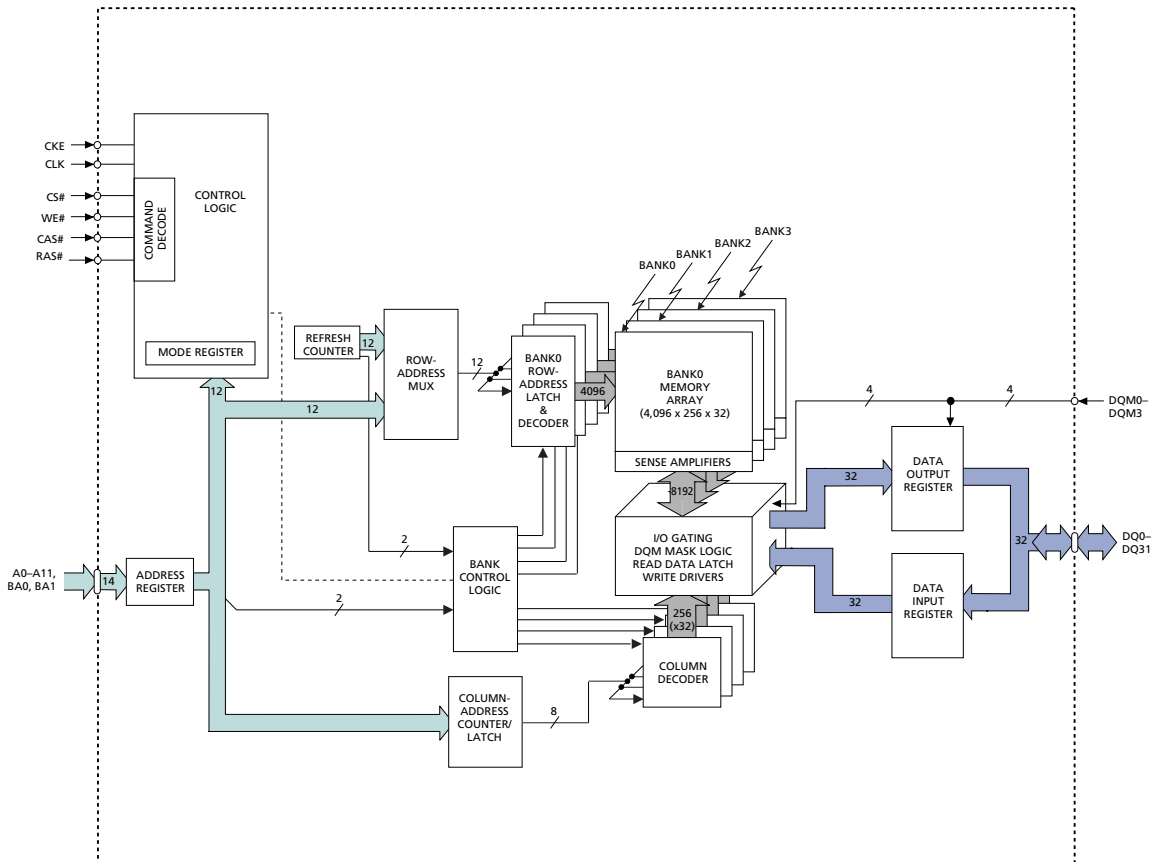 CKE
CLK
CS#
WE#
CAS#
RAS#
COMMAND
DECODE
CONTROL
LOGIC
MODE REGISTER
12
REFRESH
COUNTER
12
12
ROW-
ADDRESS
MUX
12
BANK0
ROW-
ADDRESS
LATCH
&
DECODER
4096
BANK0
BANK1
BANK2
BANK3
BANK0
MEMORY
ARRAY
(4,096 x 256 x 32)
SENSE AMPLIFIERS
8192
I/O GATING
DQM MASK LOGIC
READ DATA LATCH
WRITE DRIVERS
256
(x32)
COLUMN
DECODER
4
4
DQM0–
DQM3
DATA
OUTPUT
REGISTER
32
32
DQ0–
DQ31
DATA
INPUT
REGISTER
32
A0–A11,
BA0, BA1
14
ADDRESS
REGISTER
2
2
BANK
CONTROL
LOGIC
COLUMN-
ADDRESS
COUNTER/
LATCH
8